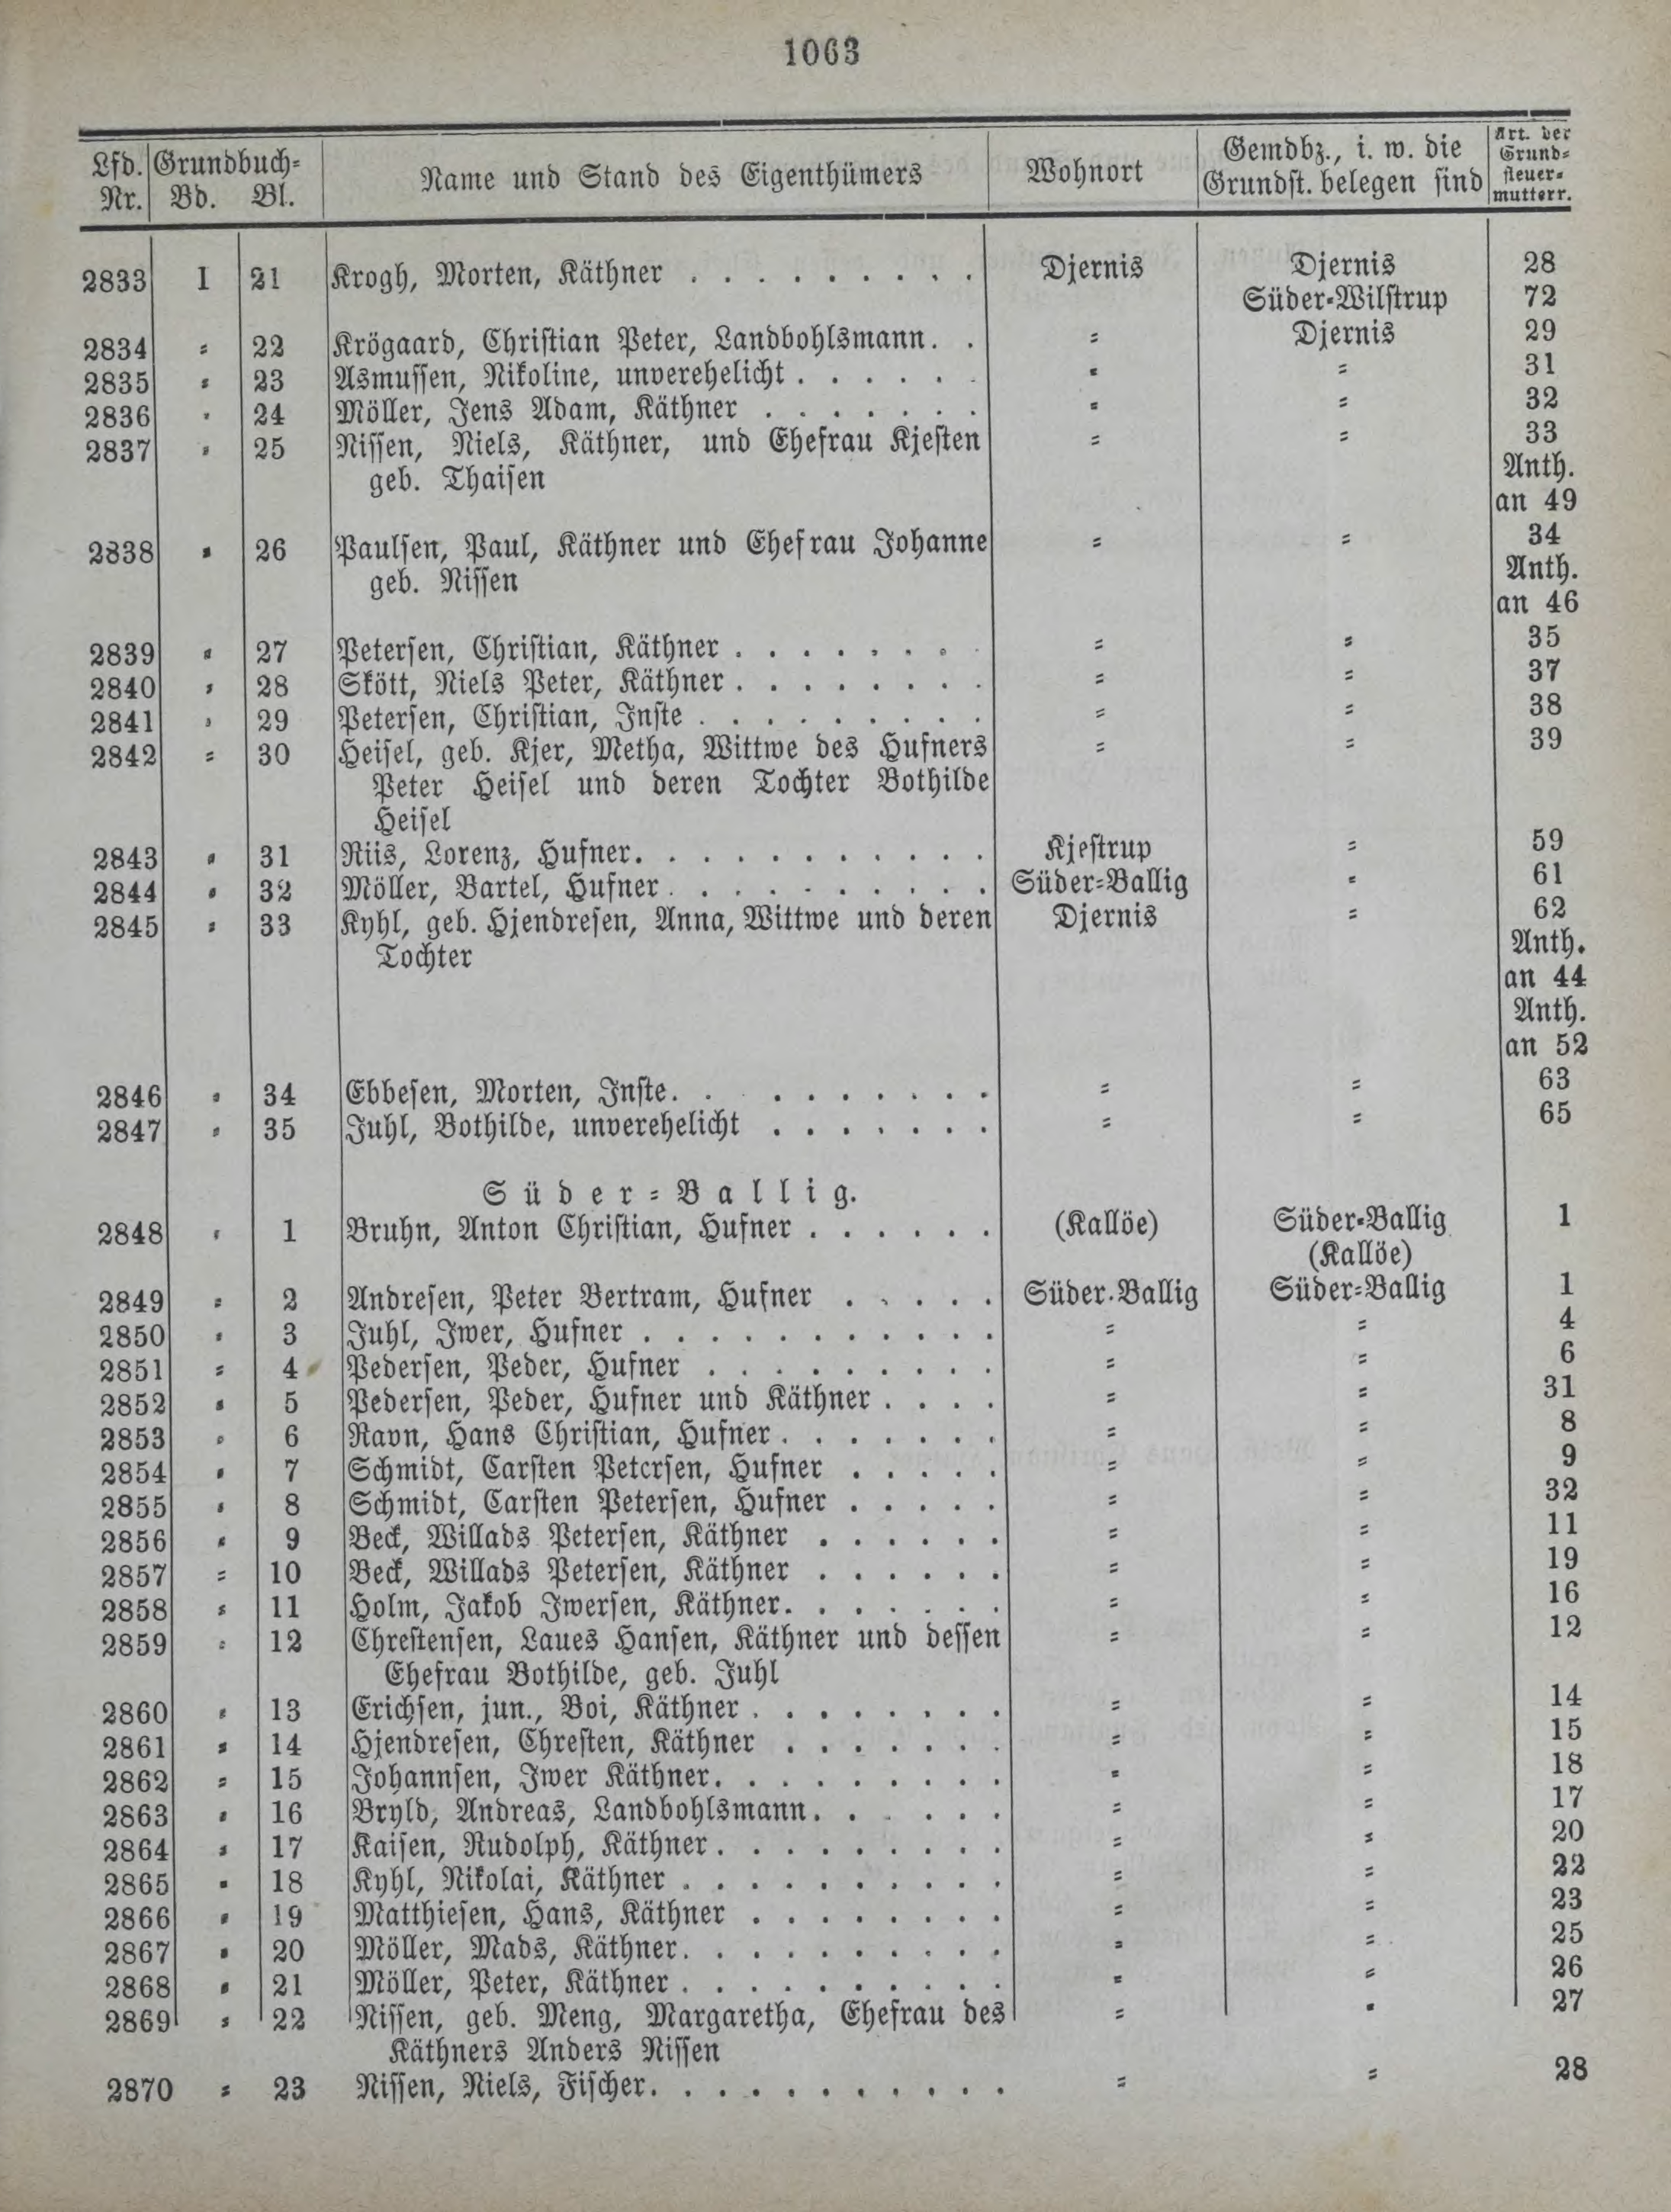 1063
Lfd. Nr. | Grundbuch= Bd. Bl. | Name und Stand des Eigenthümers | Wohnort | Gemdbz., i. w. die Grundst. belegen sind | Art. der Grund= steuer= mutterr.
2833 I 21 Krogh, Morten, Käthner . . . . . . . . . Djernis Djernis 28
Süder=Wilstrup 72
2834 = 22 Krögaard, Christian Peter, Landbohlsmann. . = Djernis 29
2835 = 23 Asmussen, Nikoline, unverehelicht . . . . . . = = 31
2836 = 24 Möller, Jens Adam, Käthner . . . . . . . = = 32
2837 = 25 Nissen, Niels, Käthner, und Ehefrau Kjesten = = 33
geb. Thaisen Anth.
an 49
2838 = 26 Paulsen, Paul, Käthner und Ehefrau Johanne = = 34
geb. Nissen Anth.
an 46
2839 = 27 Petersen, Christian, Käthner . . . . . . . = = 35
2840 = 28 Skött, Niels Peter, Käthner . . . . . . . . = = 37
2841 = 29 Petersen, Christian, Inste . . . . . . . . . = = 38
2842 = 30 Heisel, geb. Kjer, Metha, Wittwe des Hufners = = 39
Peter Heisel und deren Tochter Bothilde
Heisel
2843 = 31 Riis, Lorenz, Hufner. . . . . . . . . . . Kjestrup = 59
2844 = 32 Möller, Bartel, Hufner . . . . . . . . . . Süder=Ballig = 61
2845 = 33 Kyhl, geb. Hjendresen, Anna, Wittwe und deren Djernis = 62
Tochter Anth.
an 44
Anth.
an 52
2846 = 34 Ebbesen, Morten, Inste. . . . . . . . . = = 63
2847 = 35 Juhl, Bothilde, unverehelicht . . . . . . . = = 65
Süder=Ballig.
2848 = 1 Bruhn, Anton Christian, Hufner . . . . . . (Kallöe) Süder=Ballig 1
(Kallöe)
2849 = 2 Andresen, Peter Bertram, Hufner . . . . . Süder-Ballig Süder=Ballig 1
2850 = 3 Juhl, Iwer, Hufner . . . . . . . . . . . = = 4
2851 = 4 Pedersen, Peder, Hufner . . . . . . . . . = = 6
2852 = 5 Pedersen, Peder, Hufner und Käthner . . . . = = 31
2853 = 6 Ravn, Hans Christian, Hufner . . . . . . . = = 8
2854 = 7 Schmidt, Carsten Petersen, Hufner . . . . . = = 9
2855 = 8 Schmidt, Carsten Petersen, Hufner . . . . . = = 32
2856 = 9 Beck, Willads Petersen, Käthner . . . . . . = = 11
2857 = 10 Beck, Willads Petersen, Käthner . . . . . . = = 19
2858 = 11 Holm, Jakob Iwersen, Käthner. . . . . . . = = 16
2859 = 12 Chrestensen, Laues Hansen, Käthner und dessen = = 12
Ehefrau Bothilde, geb. Juhl
2860 = 13 Erichsen, jun., Boi, Käthner . . . . . . . . = = 14
2861 = 14 Hjendresen, Chresten, Käthner . . . . . . . = = 15
2862 = 15 Johannsen, Iwer Käthner. . . . . . . . . = = 18
2863 = 16 Bryld, Andreas, Landbohlsmann. . . . . . = = 17
2864 = 17 Kaisen, Rudolph, Käthner . . . . . . . . . = = 20
2865 = 18 Kyhl, Nikolai, Käthner . . . . . . . . . . = = 22
2866 = 19 Matthiesen, Hans, Käthner . . . . . . . . = = 23
2867 = 20 Möller, Mads, Käthner. . . . . . . . . . = = 25
2868 = 21 Möller, Peter, Käthner . . . . . . . . . . = = 26
2869 = 22 Nissen, geb. Meng, Margaretha, Ehefrau des = = 27
Käthners Anders Nissen
2870 = 23 Nissen, Niels, Fischer. . . . . . . . . . . = = 28